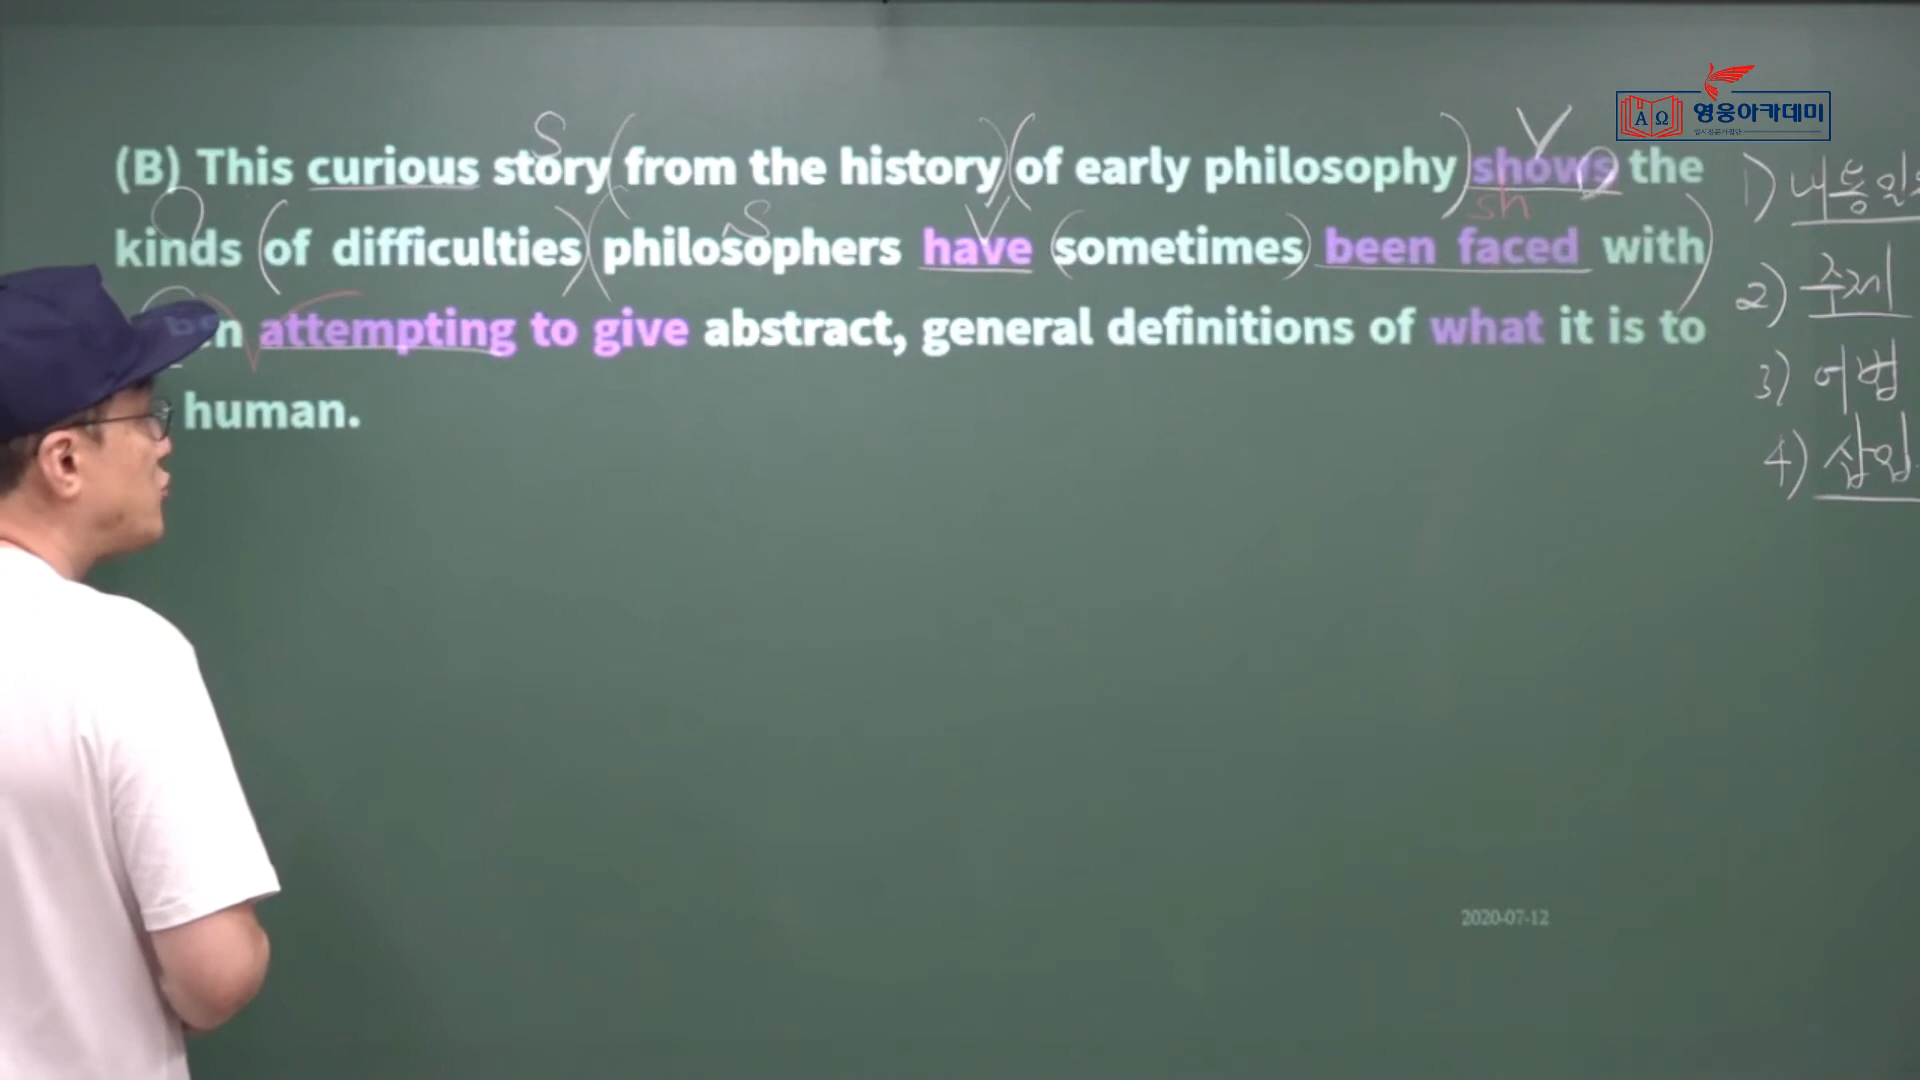 영웅아카데미
(B) This curious story from the history of early philosophy shows the
kinds of difficulties philosophers have sometimes been faced with
attempting to give abstract, general definitions of what it is to
human.
S
V
O
S
V
sh
1) 내용일
2) 주제
3) 어법
4) 삽입
2020-07-12